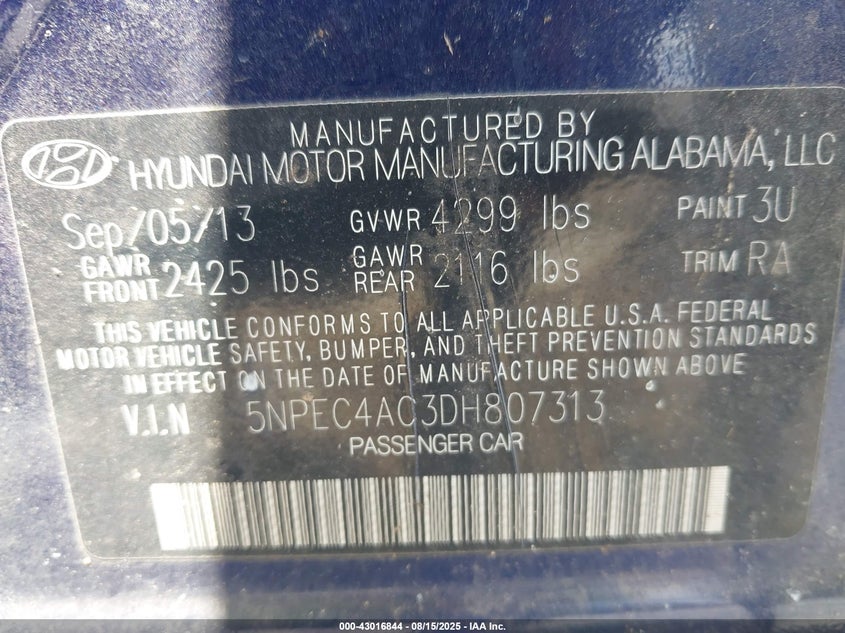 MANUFACTURED BY
HYUNDAI MOTOR MANUFACTURING ALABAMA, LLC
Sep/05/13 GVWR 4299 lbs PAINT 3U
GAWR FRONT 2425 lbs GAWR REAR 2116 lbs TRIM RA
THIS VEHICLE CONFORMS TO ALL APPLICABLE U.S.A. FEDERAL
MOTOR VEHICLE SAFETY, BUMPER, AND THEFT PREVENTION STANDARDS
IN EFFECT ON THE DATE OF MANUFACTURE SHOWN ABOVE
V.I.N 5NPEC4AC3DH807313
PASSENGER CAR
000-43016844 - 08/15/2025 - IAA Inc.